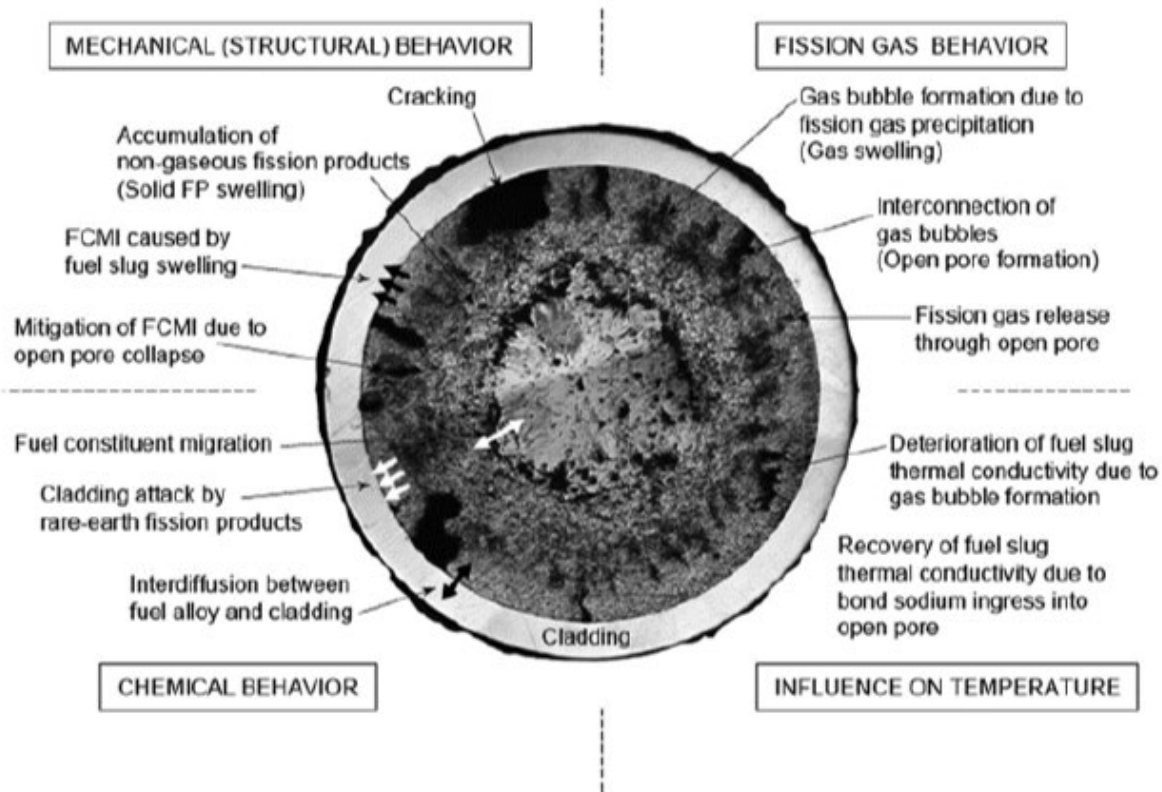 MECHANICAL (STRUCTURAL) BEHAVIOR
Cracking
Accumulation of
non-gaseous fission products
(Solid FP swelling)
FCMI caused by
fuel slug swelling
Mitigation of FCMI due to
open pore collapse
FISSION GAS BEHAVIOR
Gas bubble formation due to
fission gas precipitation
(Gas swelling)
Interconnection of
gas bubbles
(Open pore formation)
Fission gas release
through open pore
Fuel constituent migration
Cladding attack by
rare-earth fission products
Interdiffusion between
fuel alloy and cladding
Cladding
CHEMICAL BEHAVIOR
Deterioration of fuel slug
thermal conductivity due to
gas bubble formation
Recovery of fuel slug
thermal conductivity due to
bond sodium ingress into
open pore
INFLUENCE ON TEMPERATURE